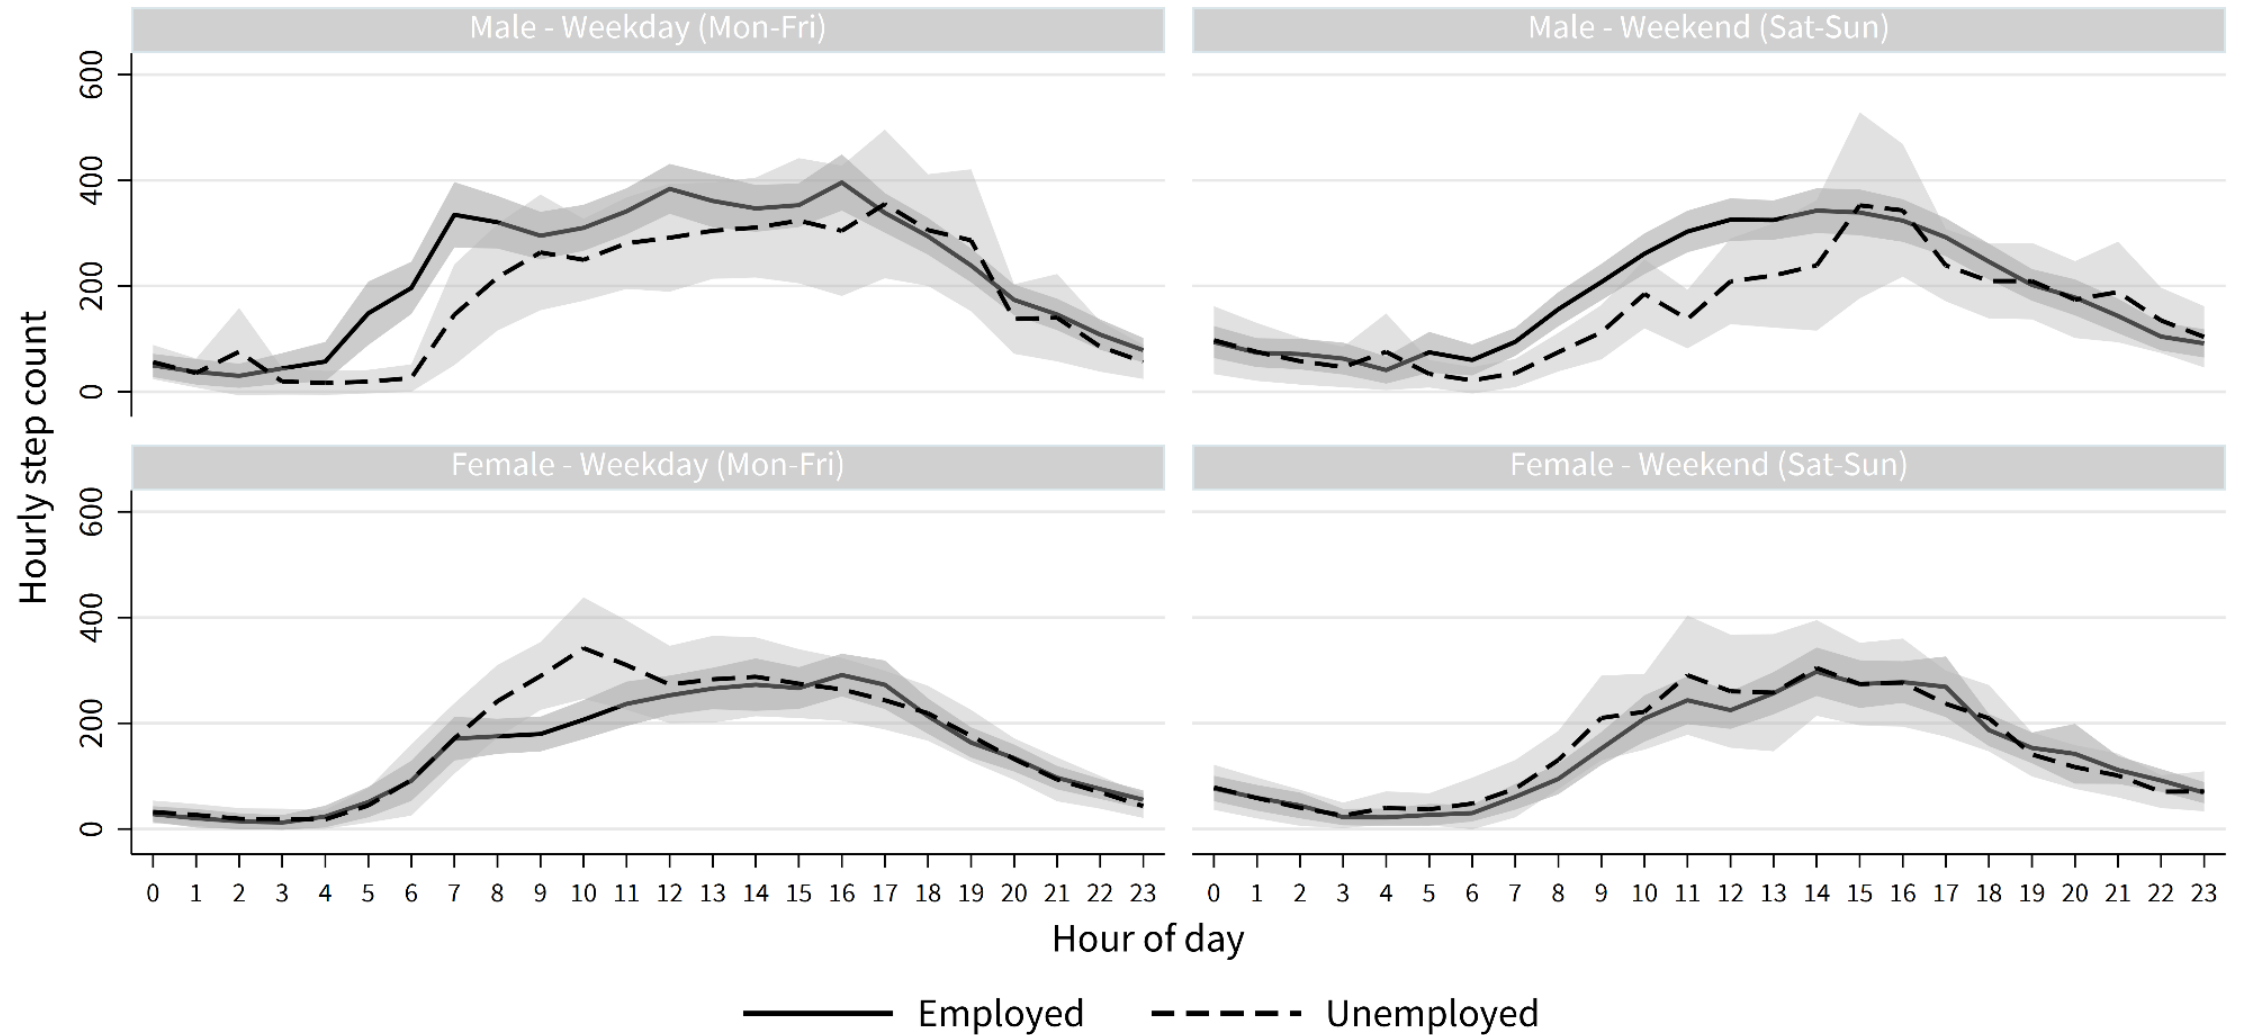 Male - Weekday (Mon-Fri)
Male - Weekend (Sat-Sun)
600
400
200
0
Female - Weekday (Mon-Fri)
Female - Weekend (Sat-Sun)
600
400
200
0
Hourly step count
0 1 2 3 4 5 6 7 8 9 10 11 12 13 14 15 16 17 18 19 20 21 22 23
0 1 2 3 4 5 6 7 8 9 10 11 12 13 14 15 16 17 18 19 20 21 22 23
Hour of day
Employed
Unemployed